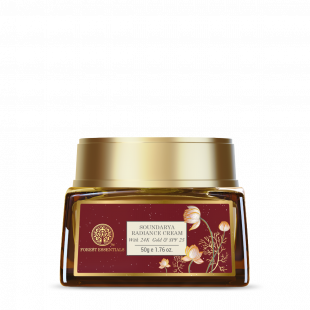 FOREST ESSENTIALS
SOUNDARYA
RADIANCE CREAM
With 24K Gold & SPF 25
50g e 1.76 oz.